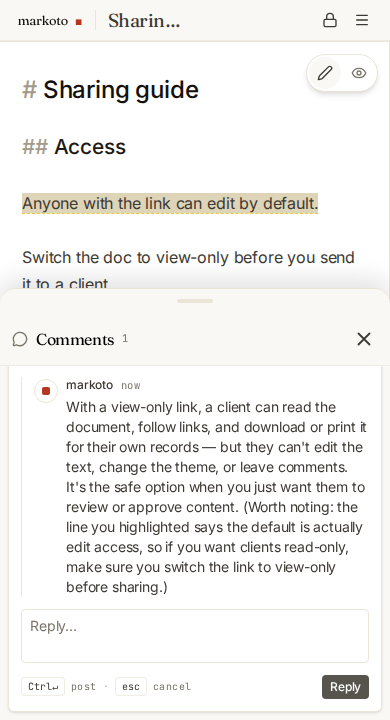 markoto
Sharin...
# Sharing guide
## Access
Anyone with the link can edit by default.
Switch the doc to view-only before you send
it to a client
Comments 1
markoto now
With a view-only link, a client can read the
document, follow links, and download or print it
for their own records — but they can't edit the
text, change the theme, or leave comments.
It's the safe option when you just want them to
review or approve content. (Worth noting: the
line you highlighted says the default is actually
edit access, so if you want clients read-only,
make sure you switch the link to view-only
before sharing.)
Reply...
Ctrl↵ post · esc cancel
Reply